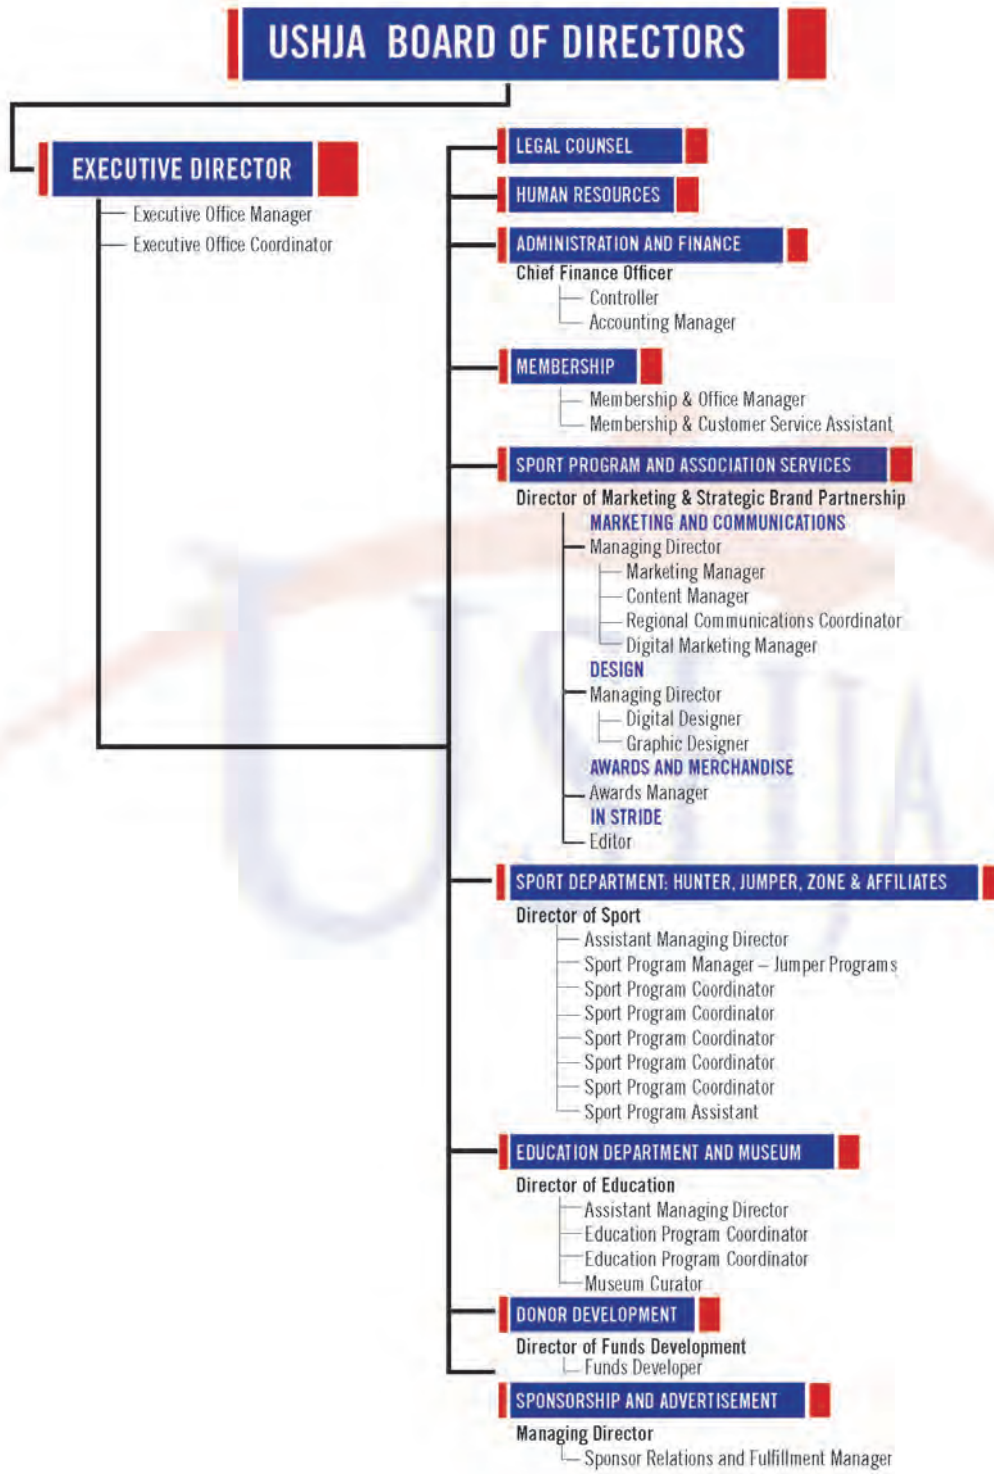 USHJA BOARD OF DIRECTORS
EXECUTIVE DIRECTOR
Executive Office Manager
Executive Office Coordinator
LEGAL COUNSEL
HUMAN RESOURCES
ADMINISTRATION AND FINANCE
Chief Finance Officer
Controller
Accounting Manager
MEMBERSHIP
Membership & Office Manager
Membership & Customer Service Assistant
SPORT PROGRAM AND ASSOCIATION SERVICES
Director of Marketing & Strategic Brand Partnership
MARKETING AND COMMUNICATIONS
Managing Director
Marketing Manager
Content Manager
Regional Communications Coordinator
Digital Marketing Manager
DESIGN
Managing Director
Digital Designer
Graphic Designer
AWARDS AND MERCHANDISE
Awards Manager
IN STRIDE
Editor
SPORT DEPARTMENT: HUNTER, JUMPER, ZONE & AFFILIATES
Director of Sport
Assistant Managing Director
Sport Program Manager – Jumper Programs
Sport Program Coordinator
Sport Program Coordinator
Sport Program Coordinator
Sport Program Coordinator
Sport Program Coordinator
Sport Program Assistant
EDUCATION DEPARTMENT AND MUSEUM
Director of Education
Assistant Managing Director
Education Program Coordinator
Education Program Coordinator
Museum Curator
DONOR DEVELOPMENT
Director of Funds Development
Funds Developer
SPONSORSHIP AND ADVERTISEMENT
Managing Director
Sponsor Relations and Fulfillment Manager
USHJA